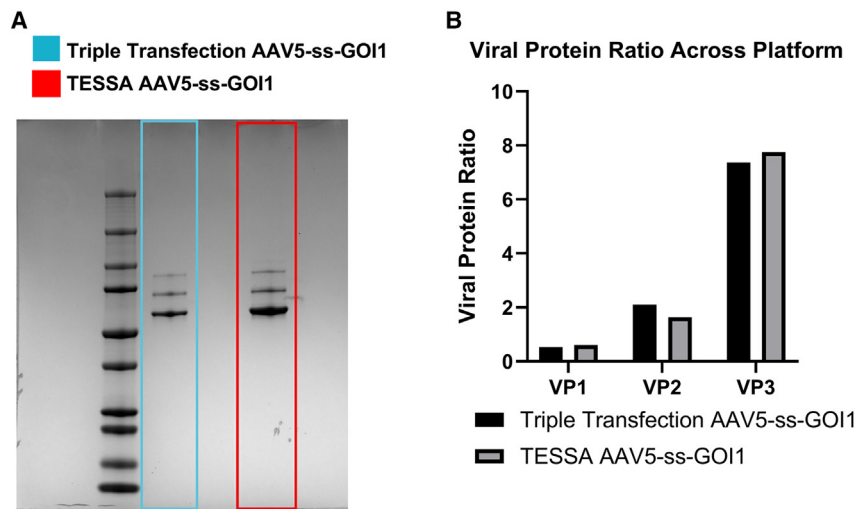 A
Triple Transfection AAV5-ss-GOI1
TESSA AAV5-ss-GOI1
B
Viral Protein Ratio Across Platform
Viral Protein Ratio
10
8
6
4
2
0
VP1 VP2 VP3
Triple Transfection AAV5-ss-GOI1
TESSA AAV5-ss-GOI1